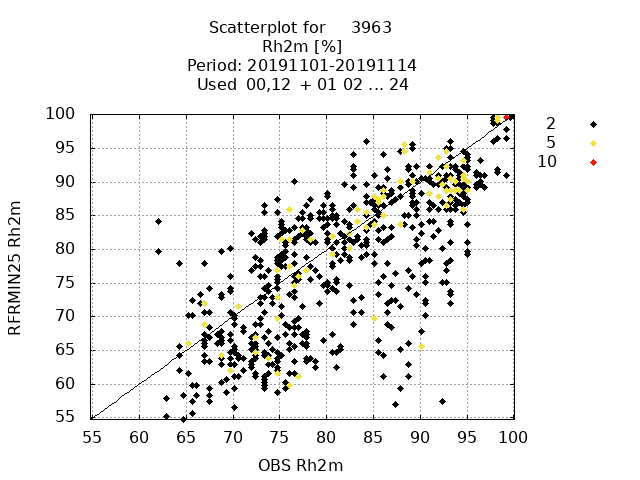 Scatterplot for 3963
Rh2m [%]
Period: 20191101-20191114
Used 00,12 + 01 02 ... 24
RFRMIN25 Rh2m
100
95
90
85
80
75
70
65
60
55
55 60 65 70 75 80 85 90 95 100
OBS Rh2m
2
5
10